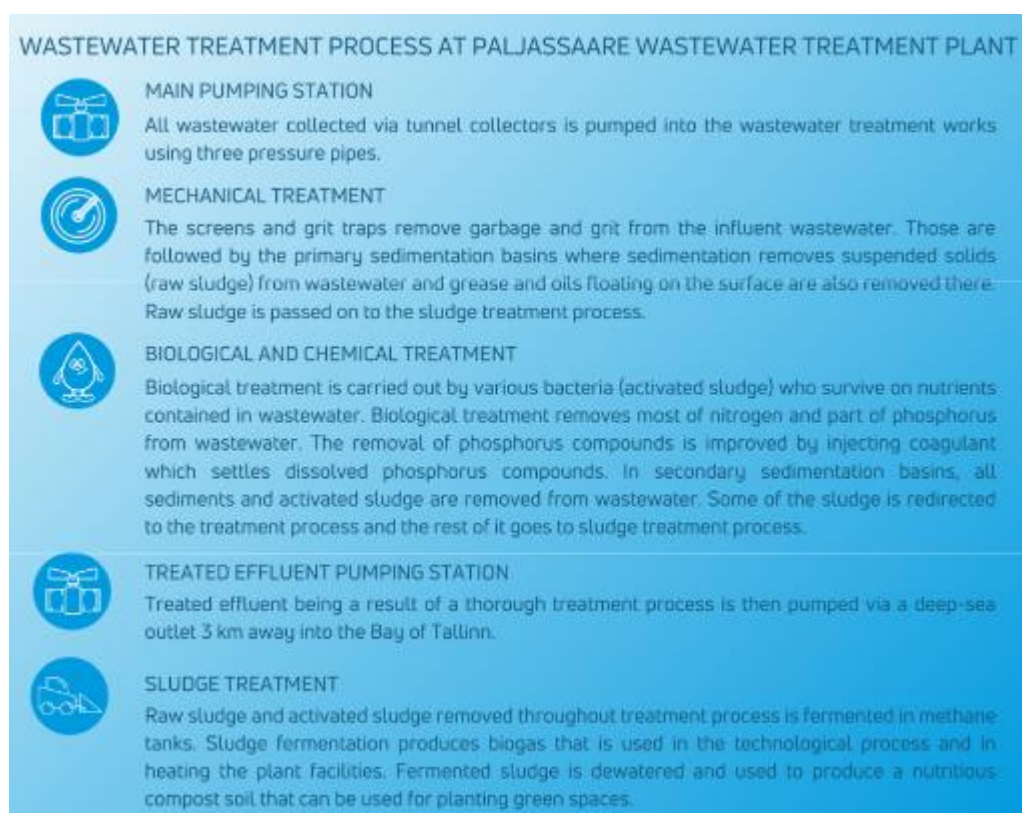 WASTEWATER TREATMENT PROCESS AT PALJASSAARE WASTEWATER TREATMENT PLANT
MAIN PUMPING STATION
All wastewater collected via tunnel collectors is pumped into the wastewater treatment works
using three pressure pipes.
MECHANICAL TREATMENT
The screens and grit traps remove garbage and grit from the influent wastewater. Those are
followed by the primary sedimentation basins where sedimentation removes suspended solids
(raw sludge) from wastewater and grease and oils floating on the surface are also removed there.
Raw sludge is passed on to the sludge treatment process.
BIOLOGICAL AND CHEMICAL TREATMENT
Biological treatment is carried out by various bacteria (activated sludge) who survive on nutrients
contained in wastewater. Biological treatment removes most of nitrogen and part of phosphorus
from wastewater. The removal of phosphorus compounds is improved by injecting coagulant
which settles dissolved phosphorus compounds. In secondary sedimentation basins, all
sediments and activated sludge are removed from wastewater. Some of the sludge is redirected
to the treatment process and the rest of it goes to sludge treatment process.
TREATED EFFLUENT PUMPING STATION
Treated effluent being a result of a thorough treatment process is then pumped via a deep-sea
outlet 3 km away into the Bay of Tallinn.
SLUDGE TREATMENT
Raw sludge and activated sludge removed throughout treatment process is fermented in methane
tanks. Sludge fermentation produces biogas that is used in the technological process and in
heating the plant facilities. Fermented sludge is dewatered and used to produce a nutritious
compost soil that can be used for planting green spaces.